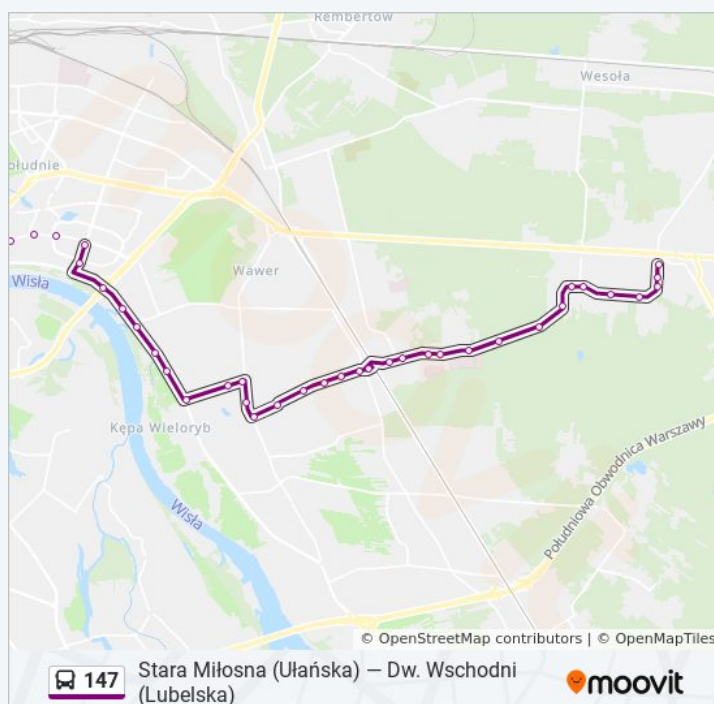 Rembertów
Wesoła
ołudnie
Wawer
Wisła
Kępa Wieloryb
Wisła
Południowa Obwodnica Warszawy
© OpenStreetMap contributors | © OpenMapTiles
147
Stara Miłosna (Ułańska) — Dw. Wschodni
(Lubelska)
moovit